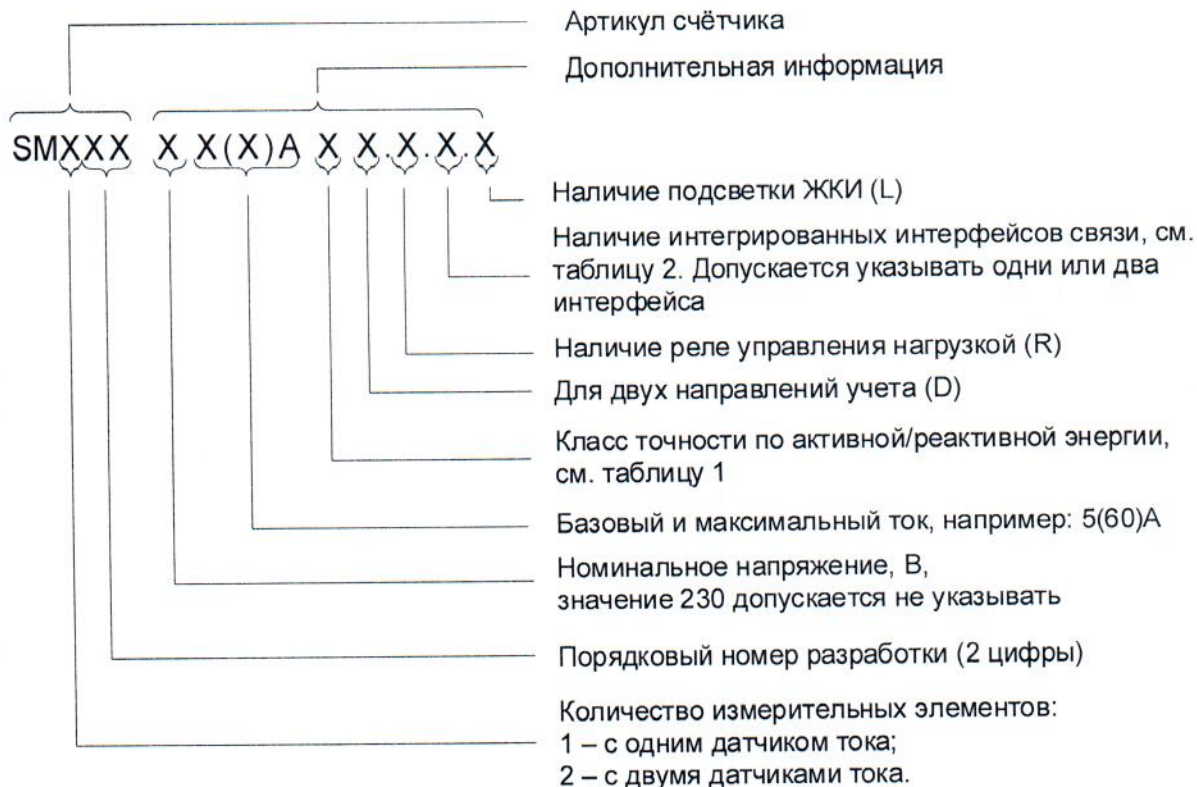 Артикул счётчика
Дополнительная информация
SMXXX X X(X)A X X.X.X.X
Наличие подсветки ЖКИ (L)
Наличие интегрированных интерфейсов связи, см.
таблицу 2. Допускается указывать одни или два
интерфейса
Наличие реле управления нагрузкой (R)
Для двух направлений учета (D)
Класс точности по активной/реактивной энергии,
см. таблицу 1
Базовый и максимальный ток, например: 5(60)А
Номинальное напряжение, В,
значение 230 допускается не указывать
Порядковый номер разработки (2 цифры)
Количество измерительных элементов:
1 – с одним датчиком тока;
2 – с двумя датчиками тока.